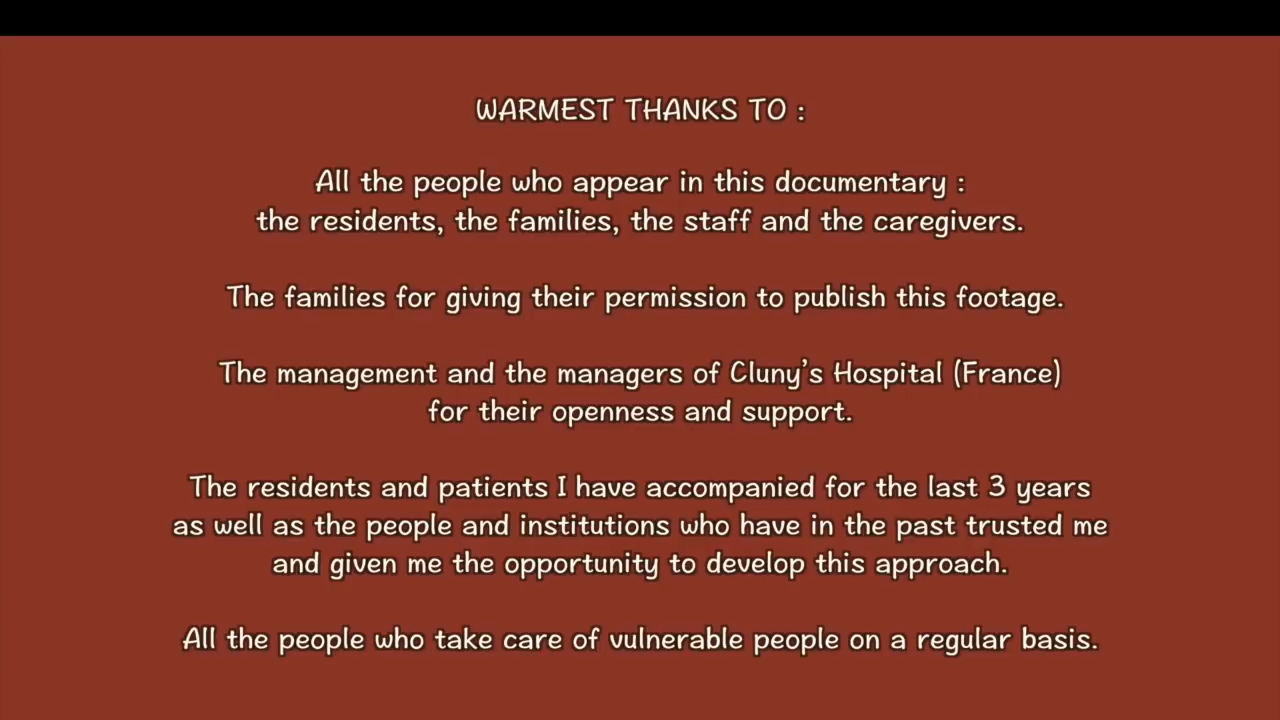 WARMEST THANKS TO :
All the people who appear in this documentary :
the residents, the families, the staff and the caregivers.
The families for giving their permission to publish this footage.
The management and the managers of Cluny’s Hospital (France)
for their openness and support.
The residents and patients I have accompanied for the last 3 years
as well as the people and institutions who have in the past trusted me
and given me the opportunity to develop this approach.
All the people who take care of vulnerable people on a regular basis.